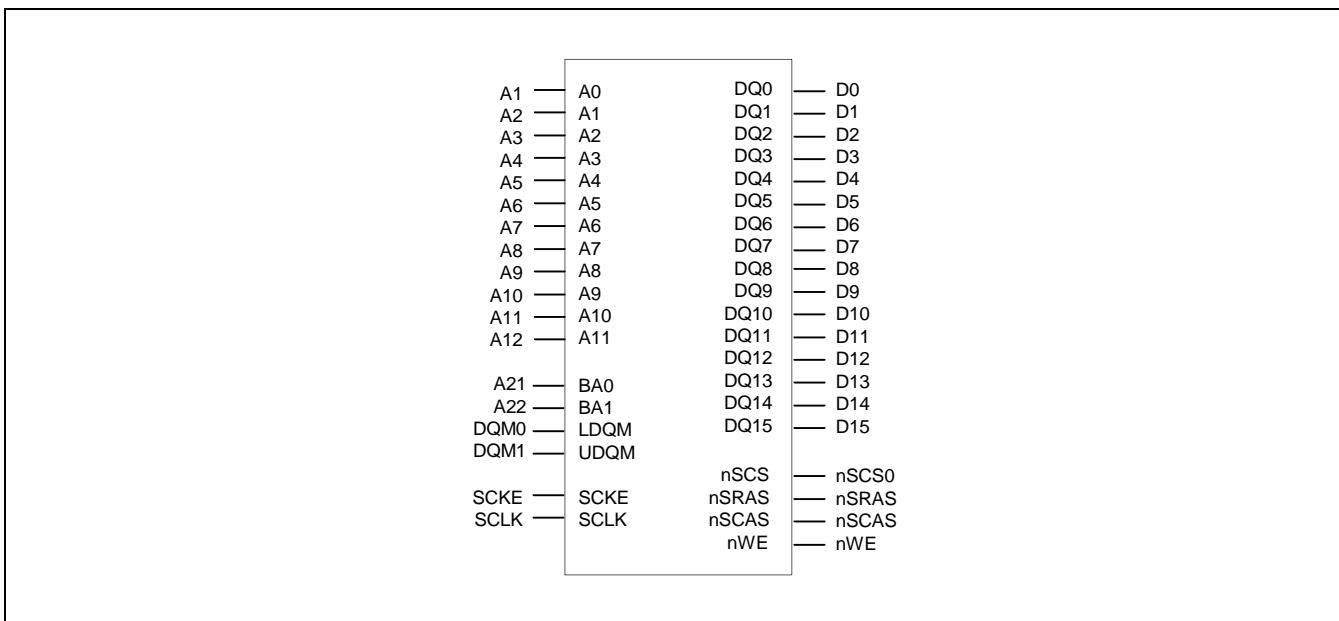 A1 A0 DQ0 D0
A2 A1 DQ1 D1
A3 A2 DQ2 D2
A4 A3 DQ3 D3
A5 A4 DQ4 D4
A6 A5 DQ5 D5
A7 A6 DQ6 D6
A8 A7 DQ7 D7
A9 A8 DQ8 D8
A10 A9 DQ9 D9
A11 A10 DQ10 D10
A12 A11 DQ11 D11
DQ12 D12
A21 BA0 DQ13 D13
A22 BA1 DQ14 D14
DQM0 LDQM DQ15 D15
DQM1 UDQM
nSCS nSCS0
SCKE SCKE nSRAS nSRAS
SCLK SCLK nSCAS nSCAS
nWE nWE